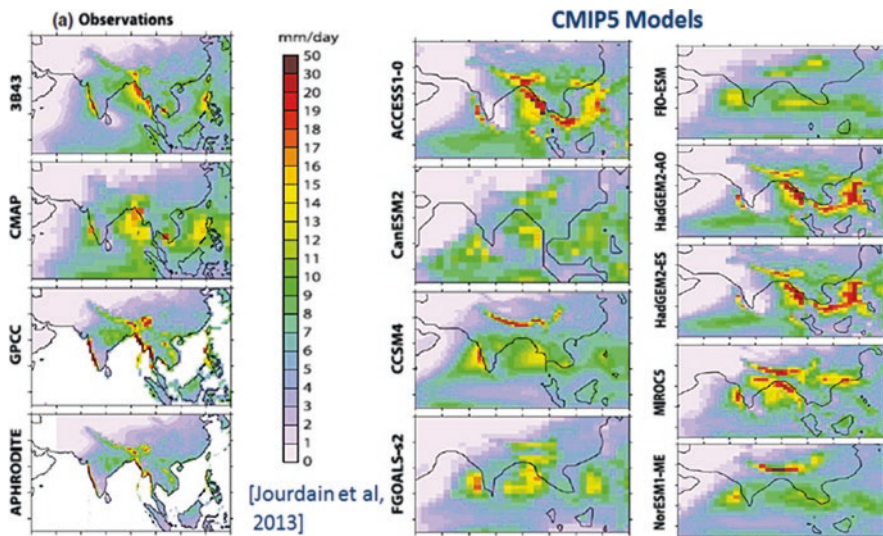 (a) Observations
3B43
CMAP
GPCC
APHRODITE
mm/day
50
30
20
19
18
17
16
15
14
13
12
11
10
9
8
7
6
5
4
3
2
1
0
[Jourdain et al,
2013]
CMIP5 Models
ACCESS1-0
CanESM2
CCSM4
FGOALS-s2
FIO-ESM
HadGEM2-AO
HadGEM2-ES
MIROC5
NorESM1-ME